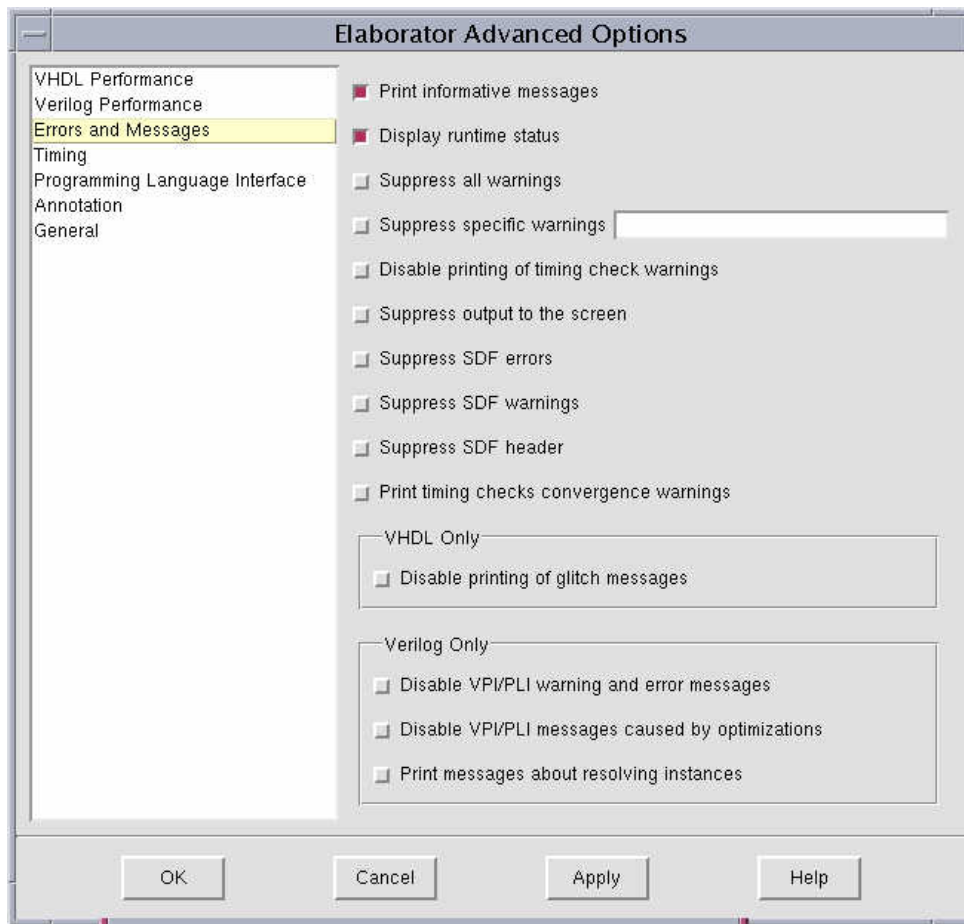 Elaborator Advanced Options
VHDL Performance
Verilog Performance
Errors and Messages
Timing
Programming Language Interface
Annotation
General
Print informative messages
Display runtime status
Suppress all warnings
Suppress specific warnings
Disable printing of timing check warnings
Suppress output to the screen
Suppress SDF errors
Suppress SDF warnings
Suppress SDF header
Print timing checks convergence warnings
VHDL Only
Disable printing of glitch messages
Verilog Only
Disable VPI/PLI warning and error messages
Disable VPI/PLI messages caused by optimizations
Print messages about resolving instances
OK Cancel Apply Help